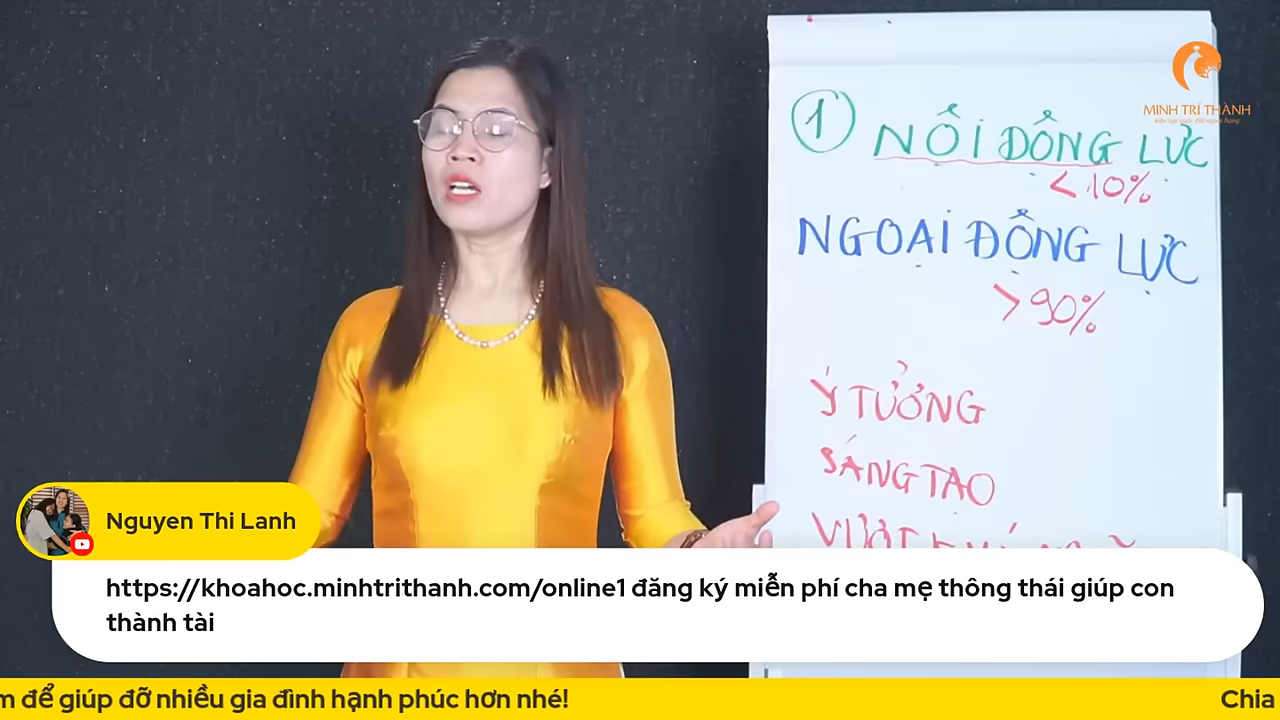 MINH TRÍ THÀNH
1
NỘI ĐỘNG LỰC
< 10%
NGOẠI ĐỘNG LỰC
> 90%
Ý TƯỞNG
SÁNG TẠO
Nguyen Thi Lanh
https://khoahoc.minhtrithanh.com/online1 đăng ký miễn phí cha mẹ thông thái giúp con
thành tài
để giúp đỡ nhiều gia đình hạnh phúc hơn nhé!
Chia